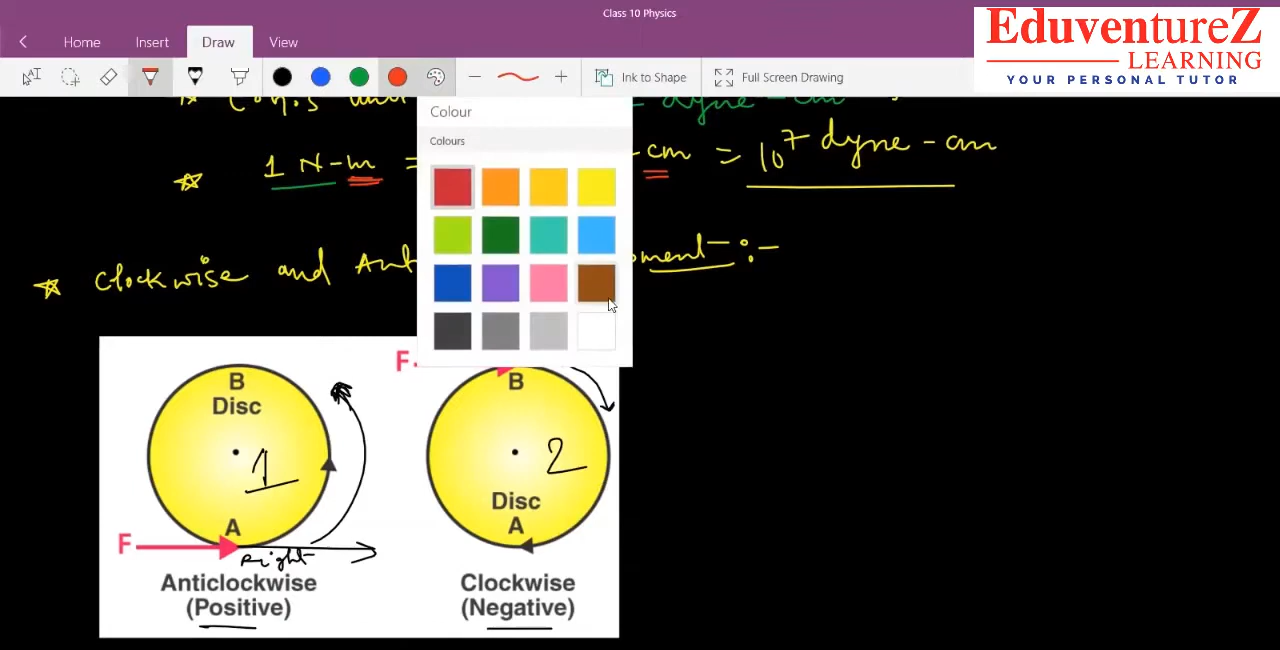 Class 10 Physics
EduventureZ
LEARNING
YOUR PERSONAL TUTOR
Home Insert Draw View
Ink to Shape Full Screen Drawing
Colour
Colours
dyne - cm
1 N-m = - cm = 10⁷ dyne - cm
Clockwise and Ant oment :-
B
Disc
1
A
F
Right
Anticlockwise
(Positive)
F
B
2
Disc
A
Clockwise
(Negative)